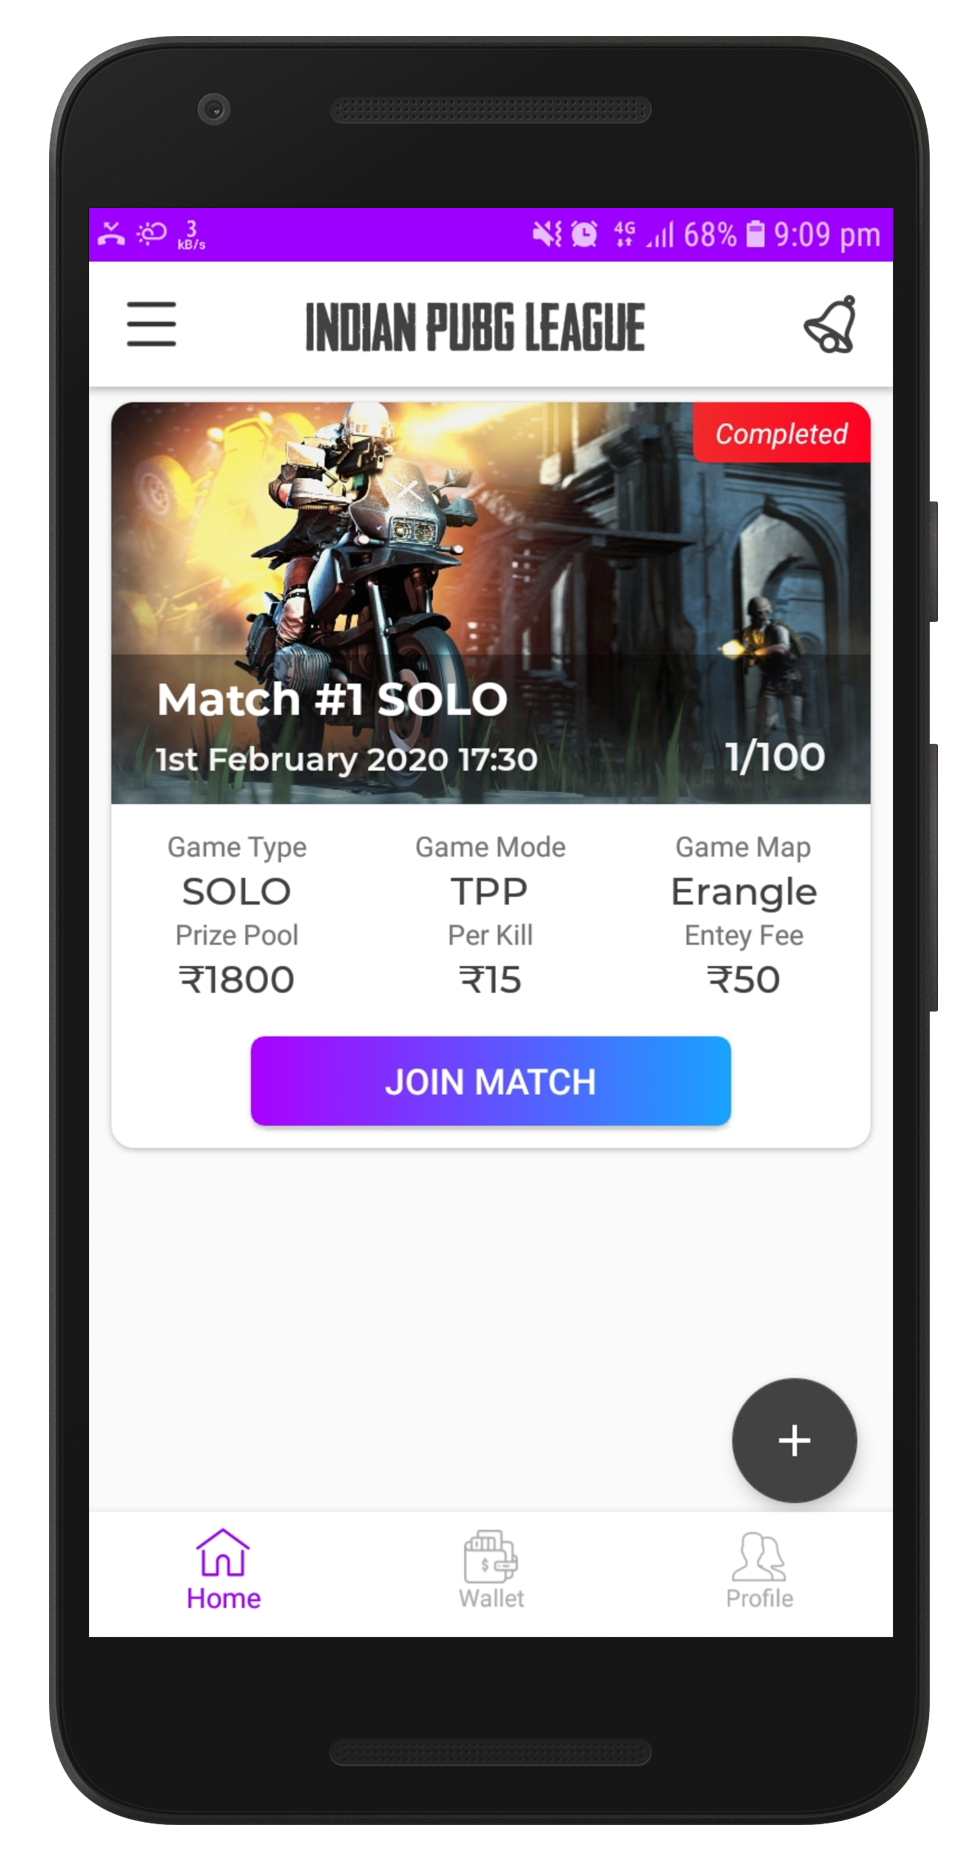 3
kB/s
4G
68%
9:09 pm
INDIAN PUBG LEAGUE
Completed
Match #1 SOLO
1st February 2020 17:30
1/100
Game Type Game Mode Game Map
SOLO TPP Erangle
Prize Pool Per Kill Entey Fee
₹1800 ₹15 ₹50
JOIN MATCH
+
$
Home Wallet Profile